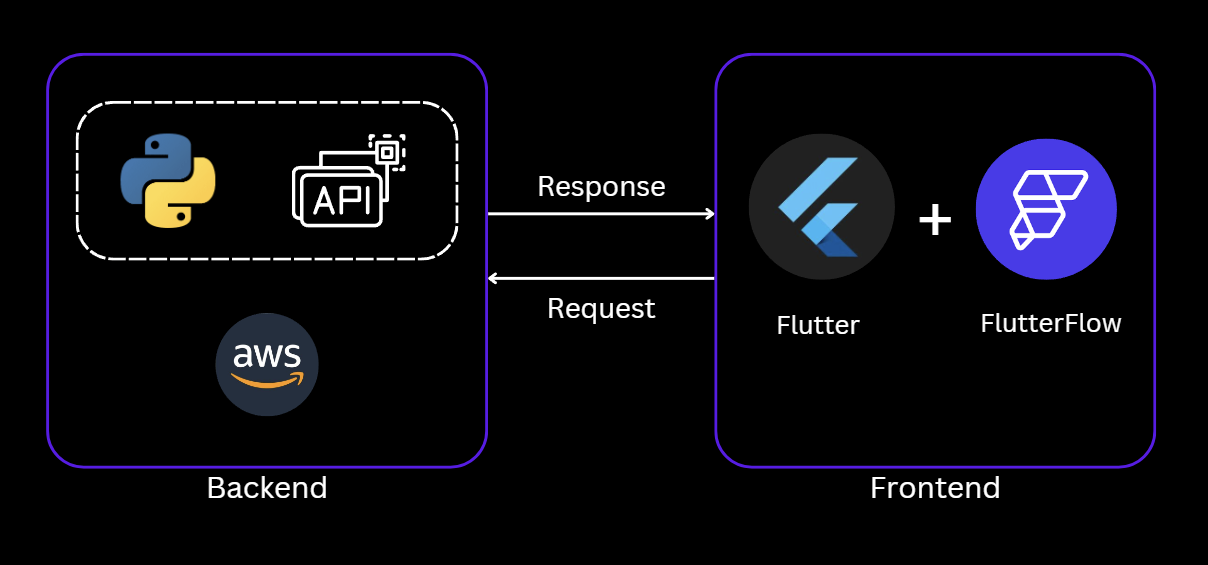 API
Response
Request
aws
Flutter
FlutterFlow
Backend
Frontend